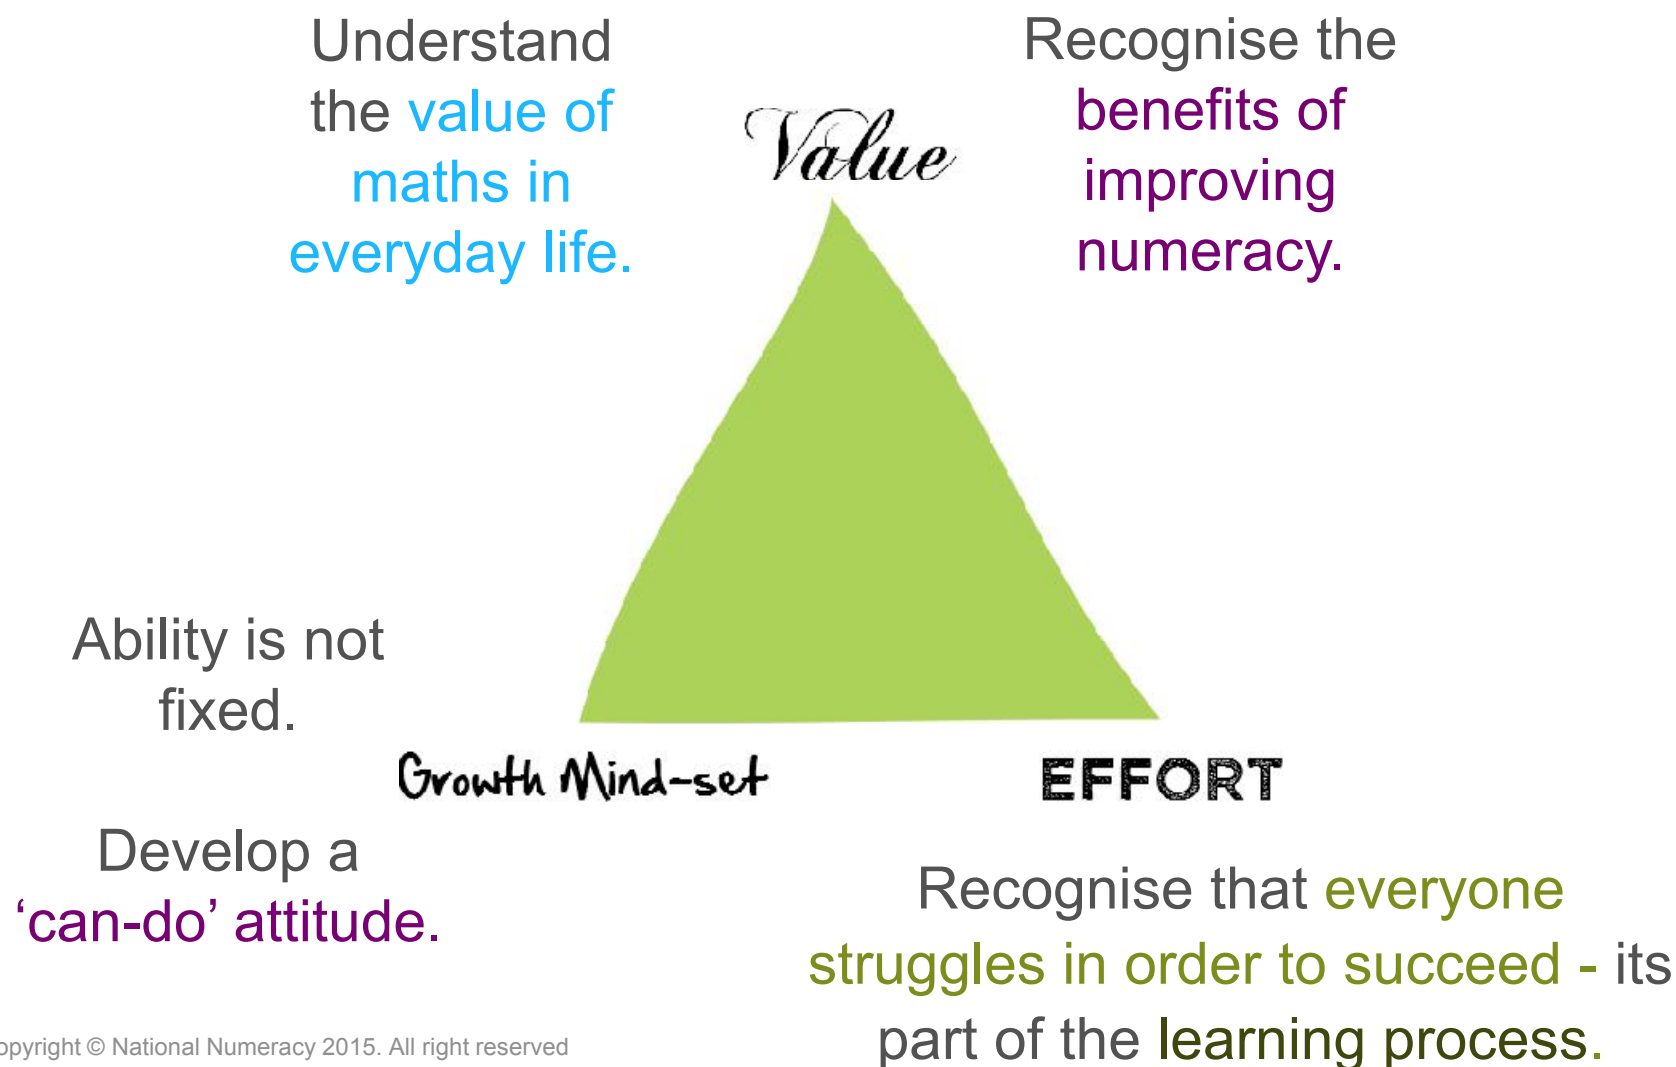 Understand
the value of
maths in
everyday life.
Value
Recognise the
benefits of
improving
numeracy.
Ability is not
fixed.
Growth Mind-set
EFFORT
Develop a
‘can-do’ attitude.
Recognise that everyone
struggles in order to succeed - its
part of the learning process.
opyright © National Numeracy 2015. All right reserved